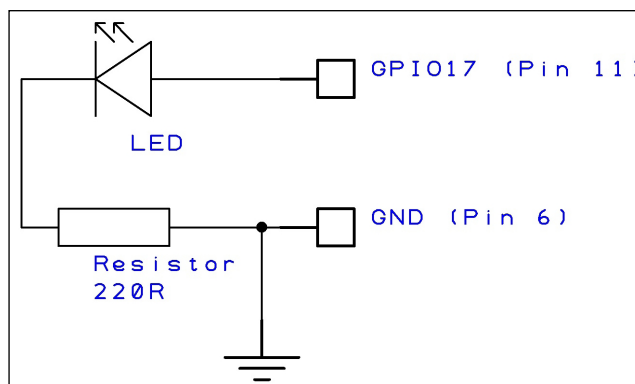 GPIO17 (Pin 11)
LED
GND (Pin 6)
Resistor
220R